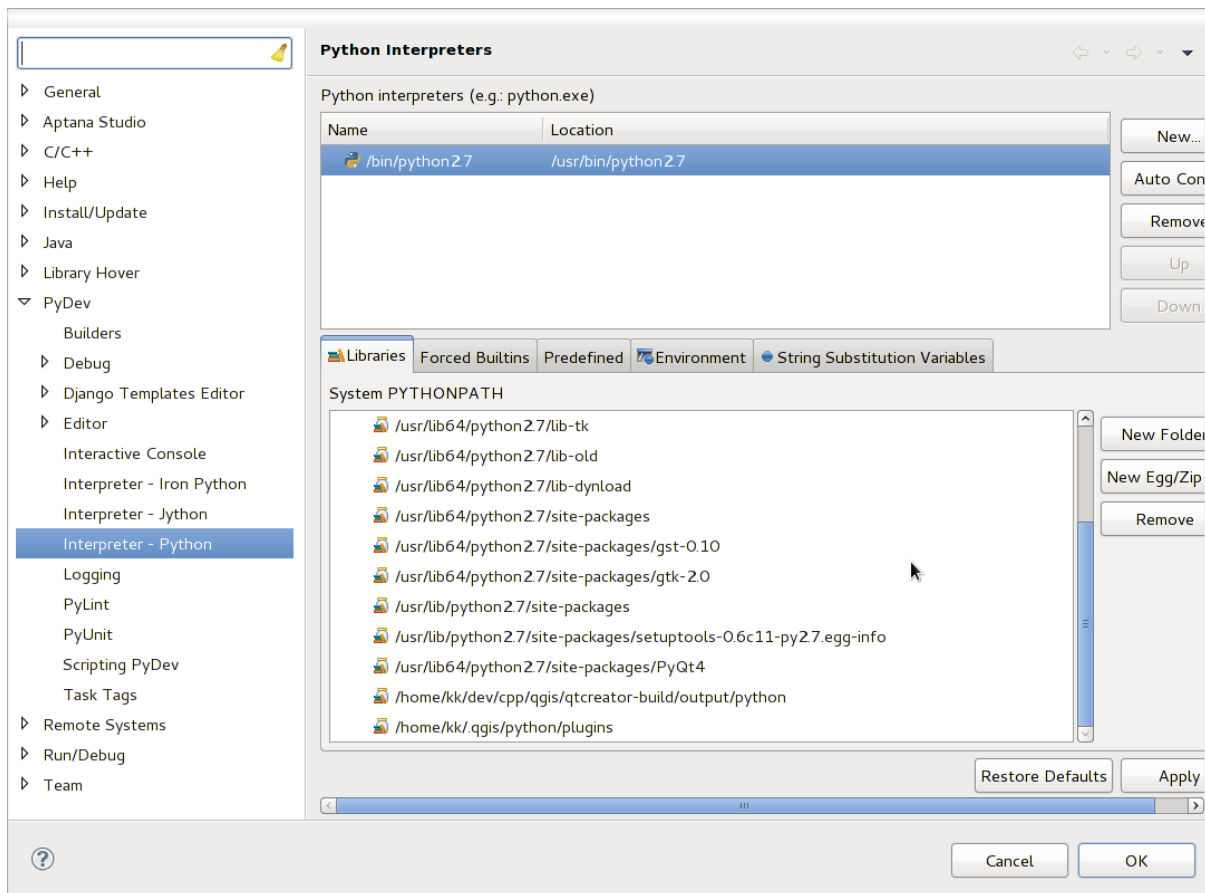 General
Aptana Studio
C/C++
Help
Install/Update
Java
Library Hover
PyDev
Builders
Debug
Django Templates Editor
Editor
Interactive Console
Interpreter - Iron Python
Interpreter - Jython
Interpreter - Python
Logging
PyLint
PyUnit
Scripting PyDev
Task Tags
Remote Systems
Run/Debug
Team
Python Interpreters
Python interpreters (e.g.: python.exe)
Name Location
/bin/python2.7 /usr/bin/python2.7
New...
Auto Con
Remove
Up
Down
Libraries Forced Builtins Predefined Environment String Substitution Variables
System PYTHONPATH
/usr/lib64/python2.7/lib-tk
/usr/lib64/python2.7/lib-old
/usr/lib64/python2.7/lib-dynload
/usr/lib64/python2.7/site-packages
/usr/lib64/python2.7/site-packages/gst-0.10
/usr/lib64/python2.7/site-packages/gtk-2.0
/usr/lib/python2.7/site-packages
/usr/lib/python2.7/site-packages/setuptools-0.6c11-py2.7.egg-info
/usr/lib64/python2.7/site-packages/PyQt4
/home/kk/dev/cpp/qgis/qtcreator-build/output/python
/home/kk/.qgis/python/plugins
New Folder
New Egg/Zip
Remove
Restore Defaults Apply
? Cancel OK